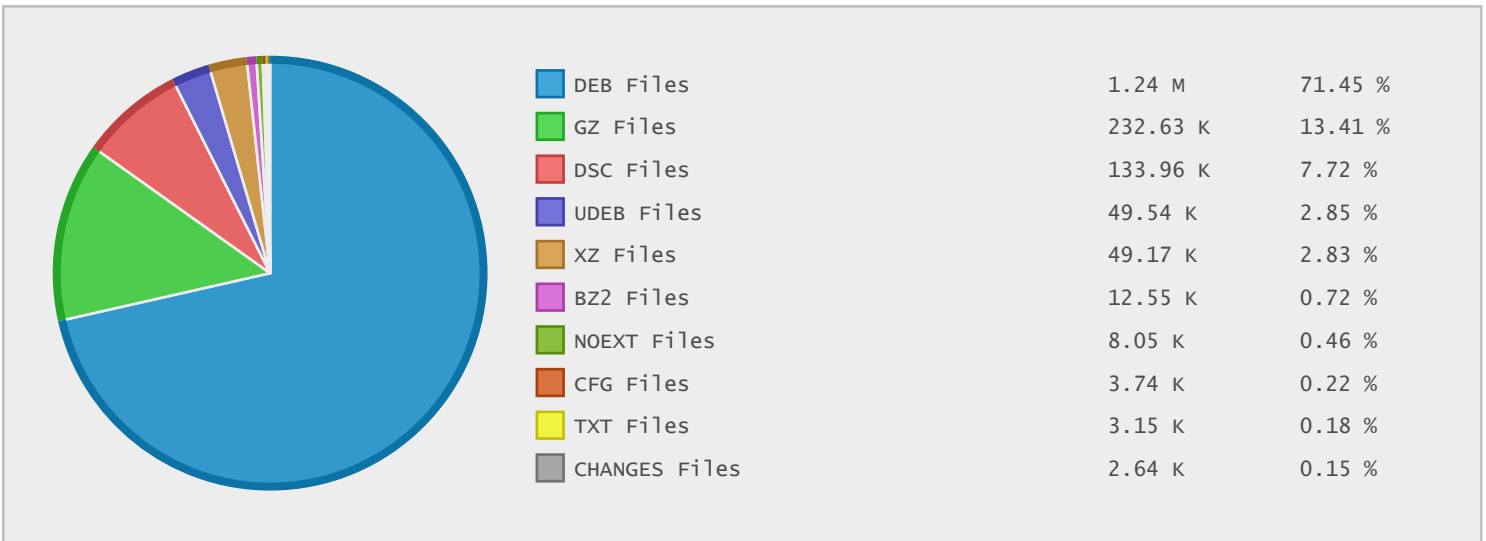 DEB Files 1.24 M 71.45 %
GZ Files 232.63 K 13.41 %
DSC Files 133.96 K 7.72 %
UDEB Files 49.54 K 2.85 %
XZ Files 49.17 K 2.83 %
BZ2 Files 12.55 K 0.72 %
NOEXT Files 8.05 K 0.46 %
CFG Files 3.74 K 0.22 %
TXT Files 3.15 K 0.18 %
CHANGES Files 2.64 K 0.15 %